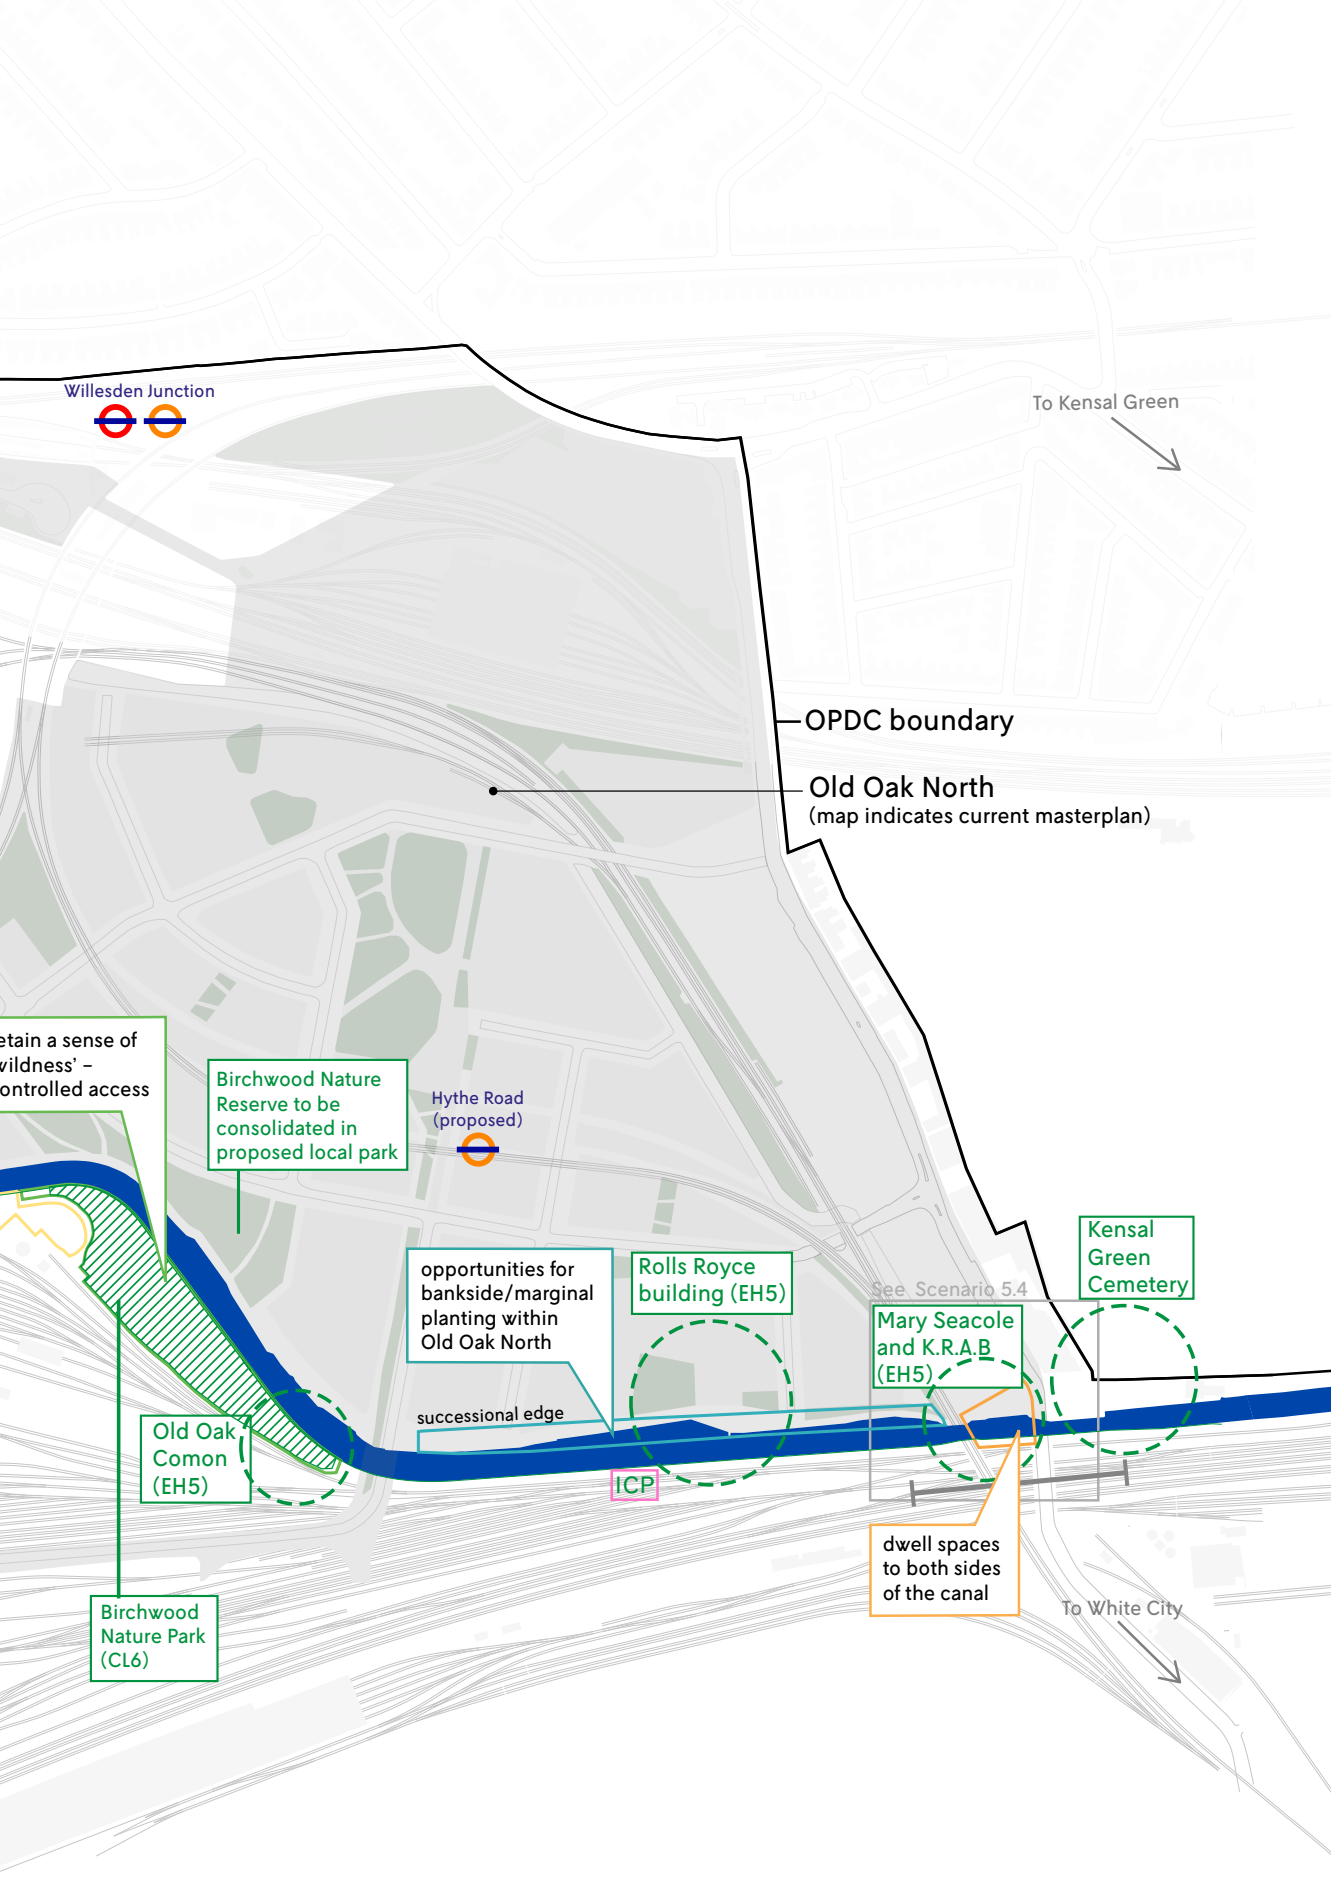 Willesden Junction
To Kensal Green
OPDC boundary
Old Oak North
(map indicates current masterplan)
etain a sense of
wildness’ –
ontrolled access
Birchwood Nature
Reserve to be
consolidated in
proposed local park
Hythe Road
(proposed)
Kensal
Green
Cemetery
opportunities for
bankside/marginal
planting within
Old Oak North
Rolls Royce
building (EH5)
See Scenario 5.4
Mary Seacole
and K.R.A.B
(EH5)
successional edge
Old Oak
Comon
(EH5)
ICP
dwell spaces
to both sides
of the canal
Birchwood
Nature Park
(CL6)
To White City